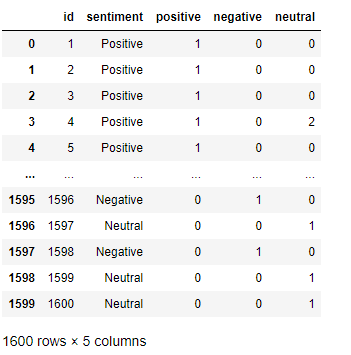 id sentiment positive negative neutral
0 1 Positive 1 0 0
1 2 Positive 1 0 0
2 3 Positive 1 0 0
3 4 Positive 1 0 2
4 5 Positive 1 0 0
... ... ... ... ... ...
1595 1596 Negative 0 1 0
1596 1597 Neutral 0 0 1
1597 1598 Negative 0 1 0
1598 1599 Neutral 0 0 1
1599 1600 Neutral 0 0 1
1600 rows × 5 columns